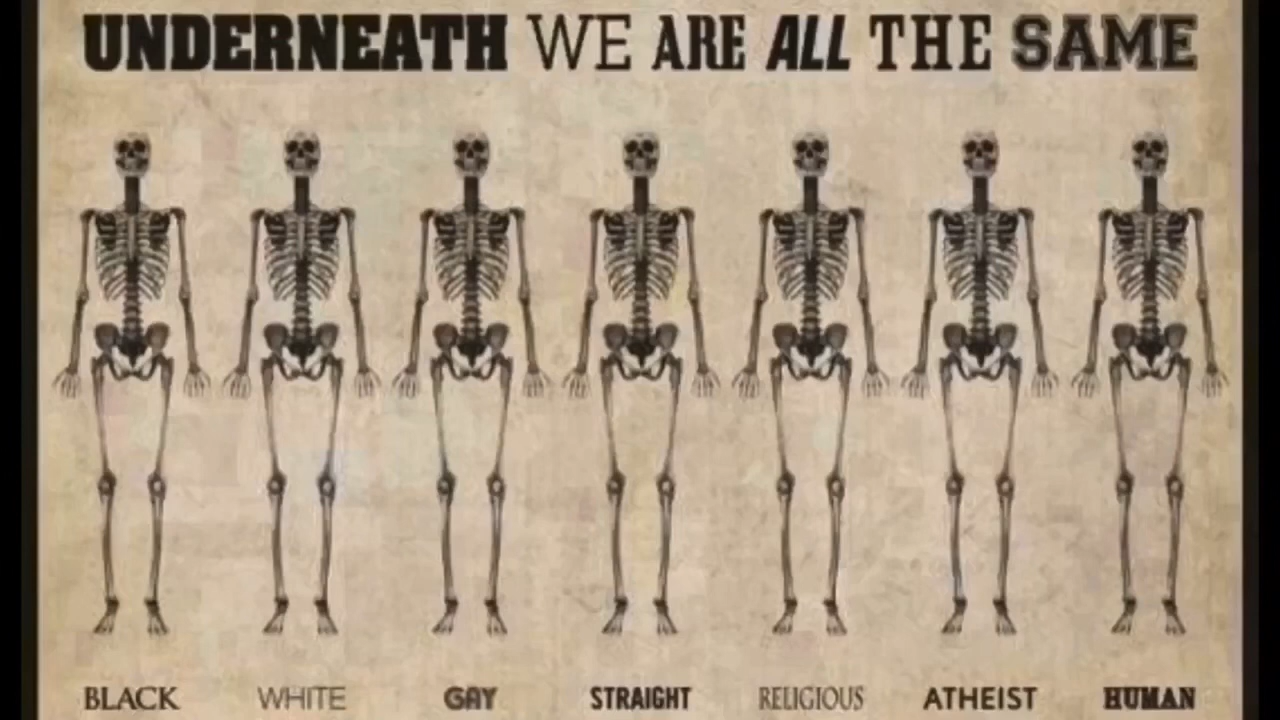 UNDERNEATH WE ARE ALL THE SAME
BLACK WHITE GAY STRAIGHT RELIGIOUS ATHEIST HUMAN